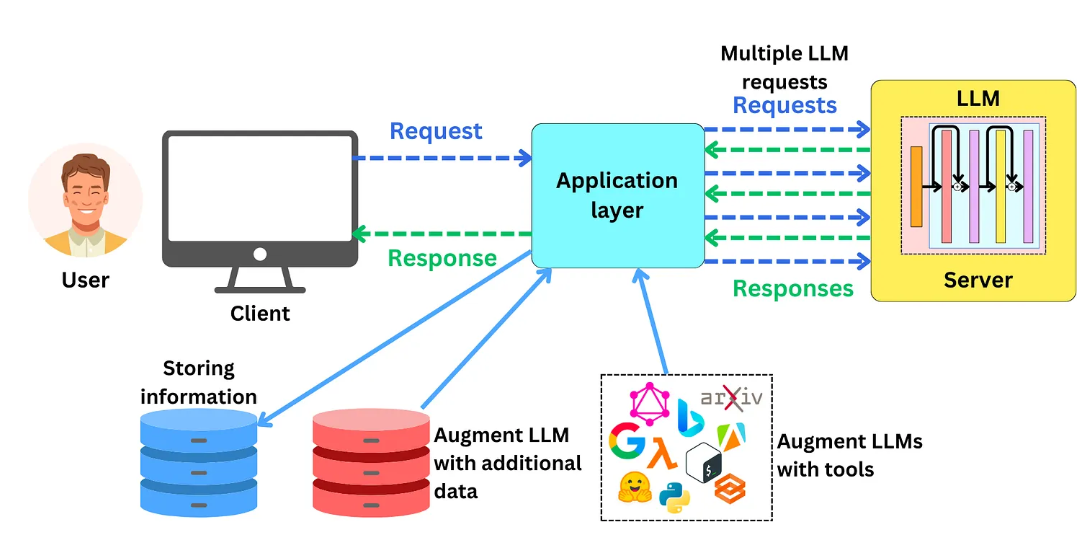 Multiple LLM
requests
Requests
LLM
Request
Application
layer
Response
Responses
Server
User
Client
Storing
information
Augment LLM
with additional
data
arXiv
G
$_
Augment LLMs
with tools